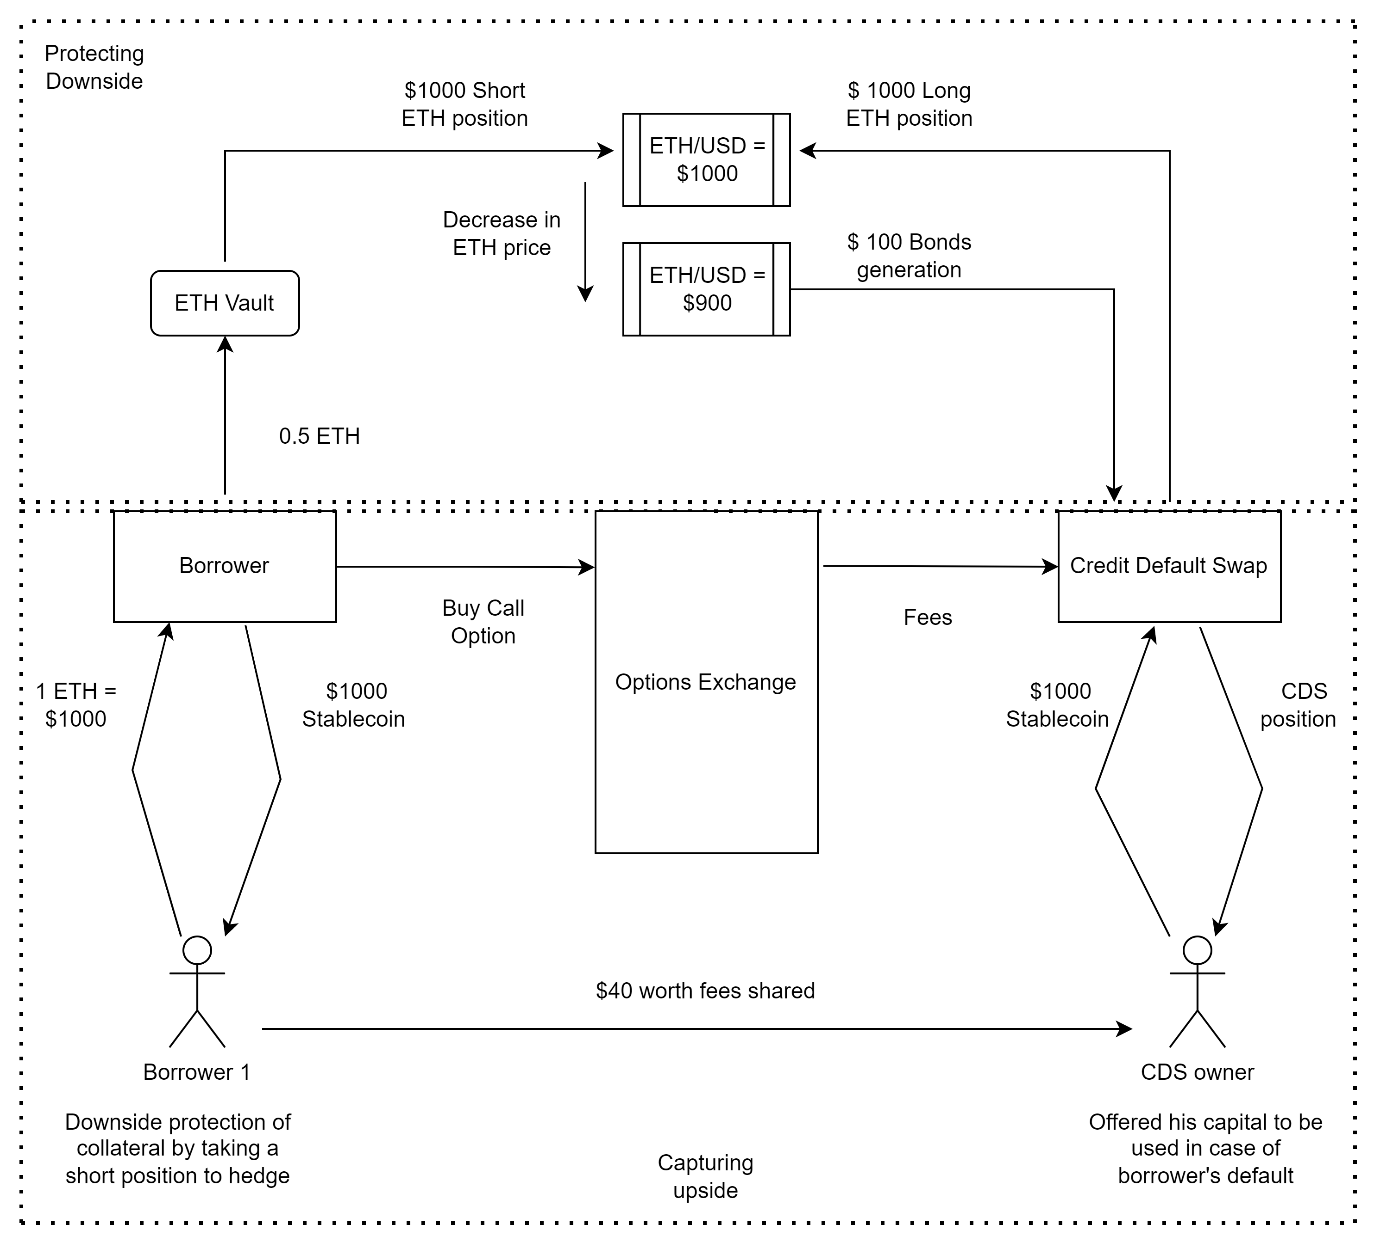 Protecting
Downside
$1000 Short
ETH position
$ 1000 Long
ETH position
ETH/USD =
$1000
Decrease in
ETH price
$ 100 Bonds
generation
ETH Vault
ETH/USD =
$900
0.5 ETH
Borrower
Credit Default Swap
Buy Call
Option
Fees
Options Exchange
1 ETH =
$1000
$1000
Stablecoin
$1000
Stablecoin
CDS
position
$40 worth fees shared
Borrower 1
CDS owner
Downside protection of
collateral by taking a
short position to hedge
Offered his capital to be
used in case of
borrower's default
Capturing
upside